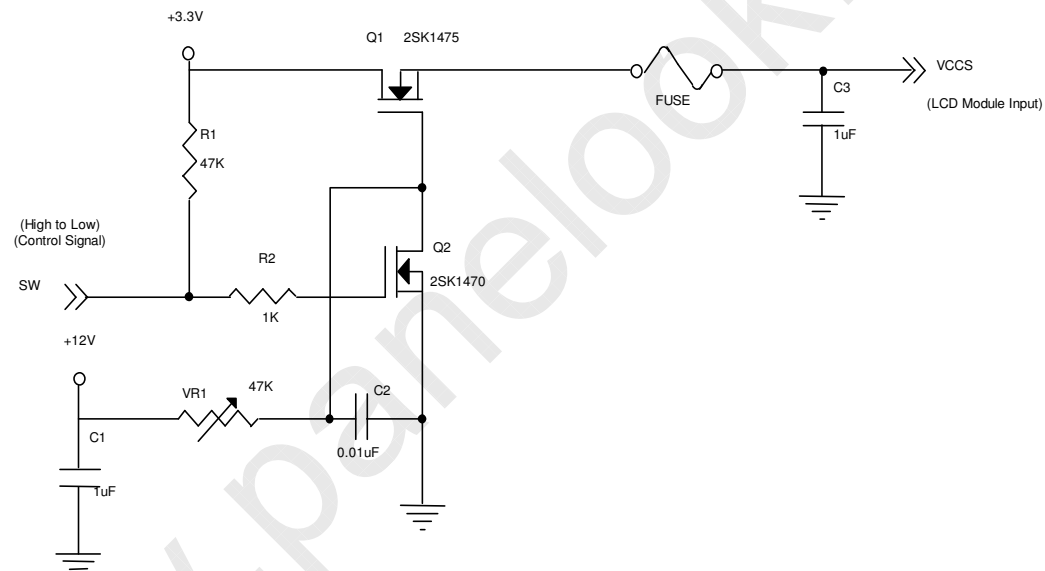 +3.3V
Q1 2SK1475
VCCS
FUSE
C3
(LCD Module Input)
R1
1uF
47K
(High to Low)
(Control Signal)
Q2
R2
2SK1470
SW
1K
+12V
VR1
47K
C2
C1
0.01uF
1uF